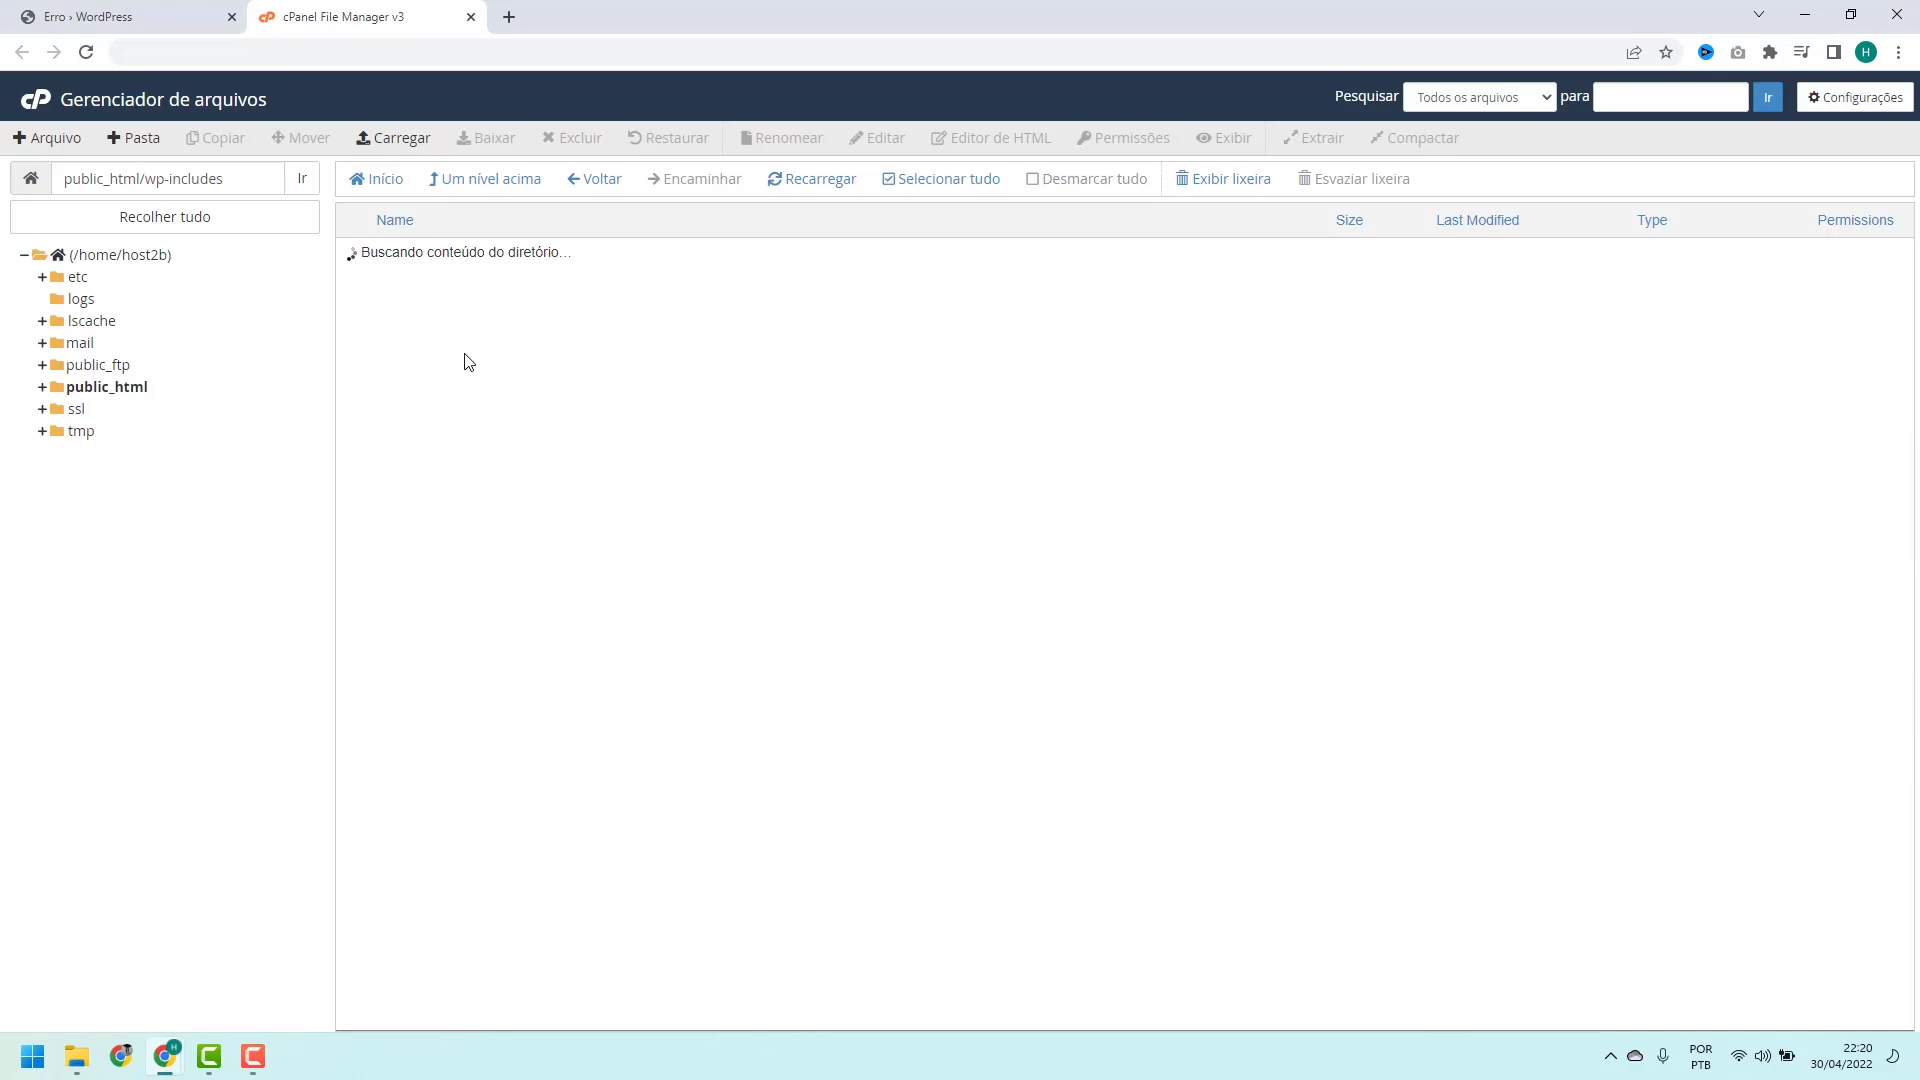 Erro › WordPress
cPanel File Manager v3
H
cP Gerenciador de arquivos
Pesquisar Todos os arquivos para Ir Configurações
Arquivo Pasta Copiar Mover Carregar Baixar Excluir Restaurar Renomear Editar Editor de HTML Permissões Exibir Extrair Compactar
public_html/wp-includes Ir
Início Um nível acima Voltar Encaminhar Recarregar Selecionar tudo Desmarcar tudo Exibir lixeira Esvaziar lixeira
Recolher tudo
Name Size Last Modified Type Permissions
Buscando conteúdo do diretório…
(/home/host2b)
etc
logs
lscache
mail
public_ftp
public_html
ssl
tmp
H
POR
PTB
22:20
30/04/2022